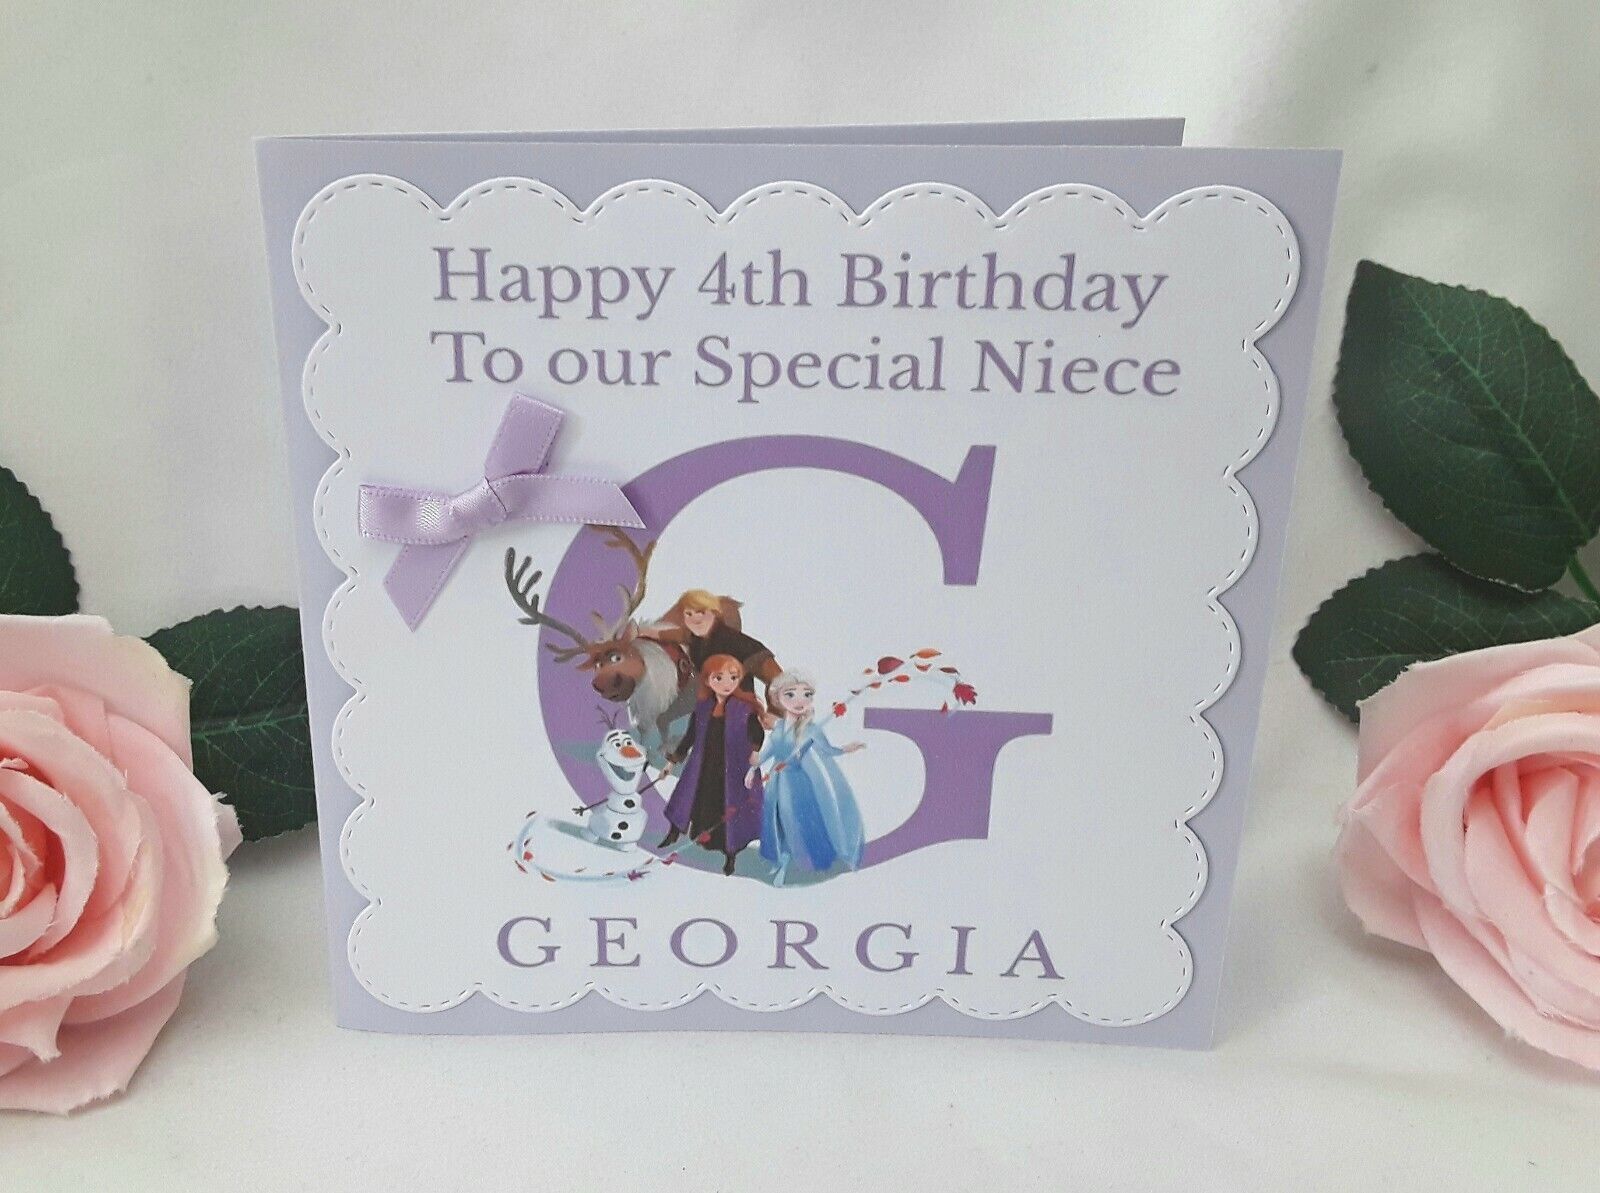 Happy 4th Birthday
To our Special Niece
G
GEORGIA